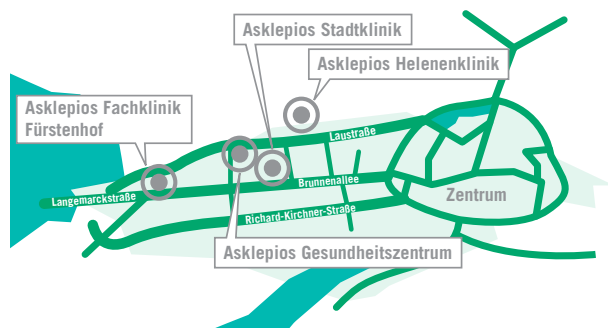 Asklepios Stadtklinik
Asklepios Helenenklinik
Asklepios Fachklinik
Fürstenhof
Laustraße
Brunnenallee
Langemarckstraße
Zentrum
Richard-Kirchner-Straße
Asklepios Gesundheitszentrum